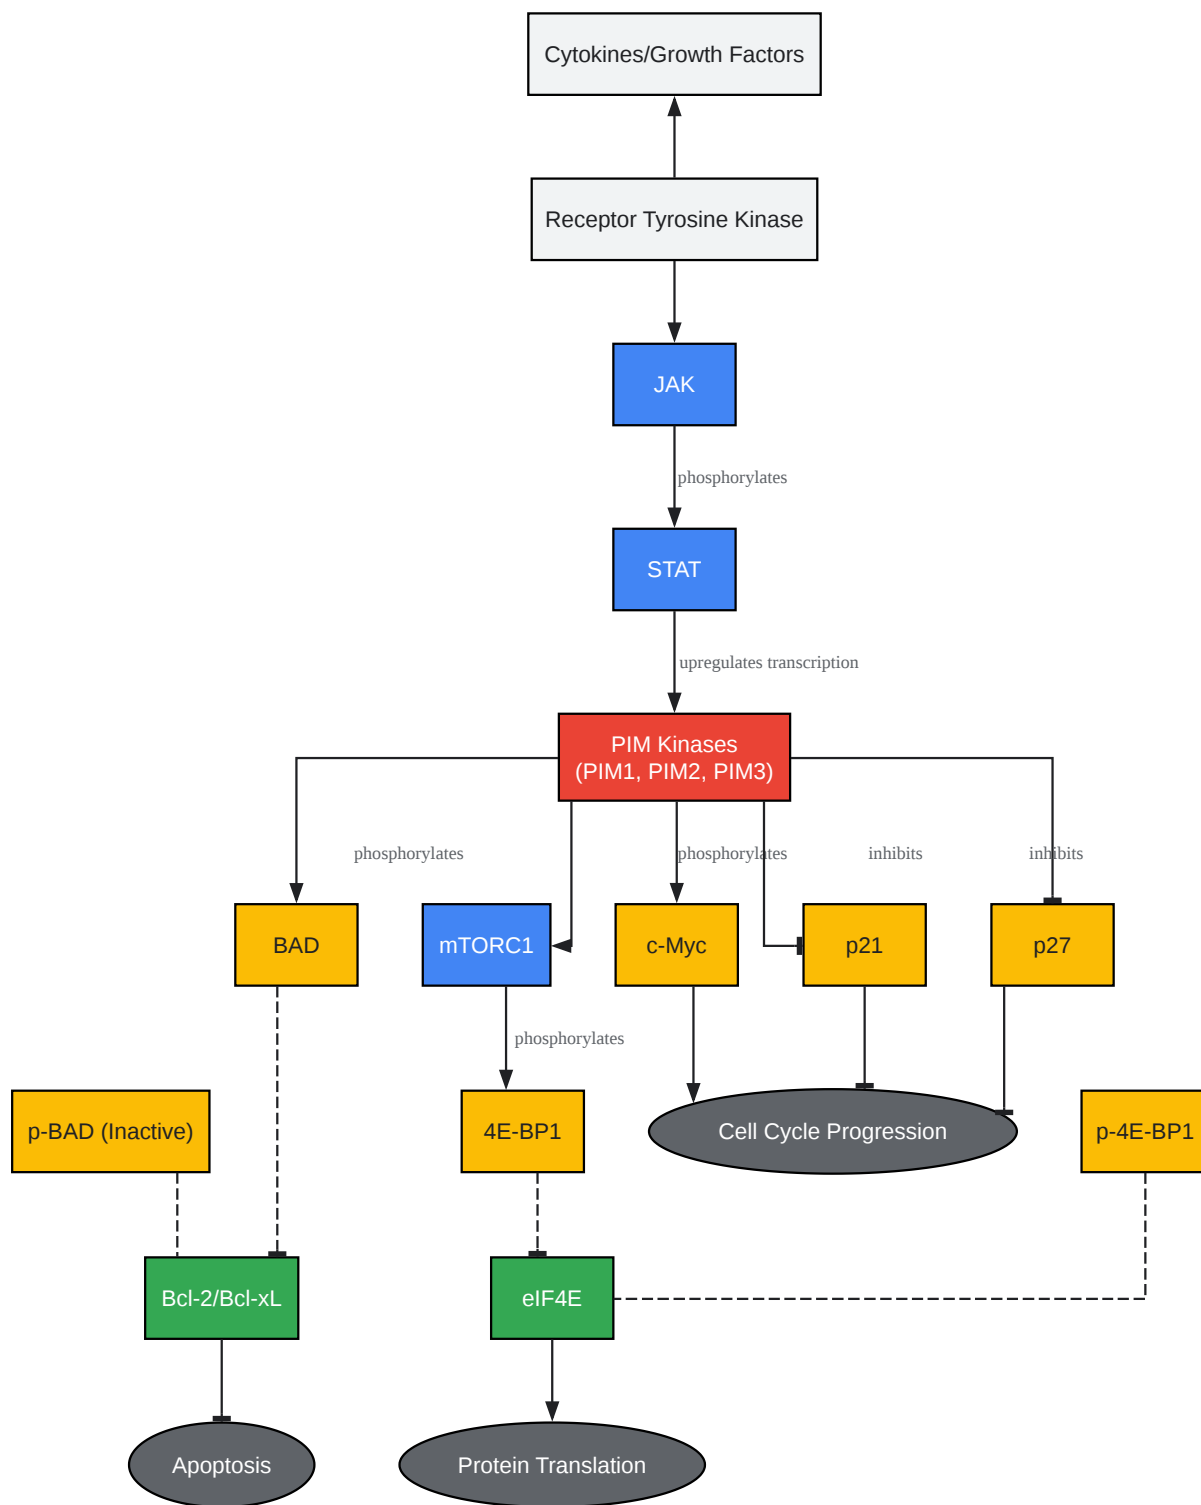 Cytokines/Growth Factors
Receptor Tyrosine Kinase
JAK
phosphorylates
STAT
upregulates transcription
PIM Kinases
(PIM1, PIM2, PIM3)
phosphorylates
phosphorylates
inhibits
inhibits
BAD
mTORC1
c-Myc
p21
p27
phosphorylates
p-BAD (Inactive)
4E-BP1
Cell Cycle Progression
p-4E-BP1
Bcl-2/Bcl-xL
eIF4E
Apoptosis
Protein Translation